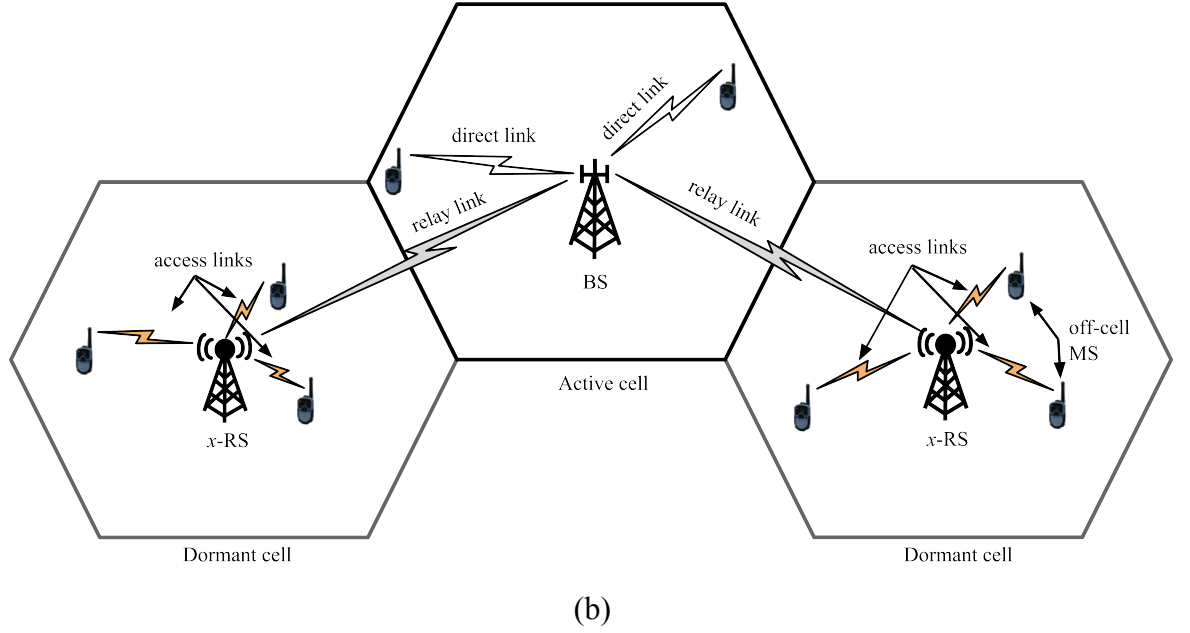 direct link
direct link
relay link
relay link
access links
access links
BS
off-cell
MS
Active cell
x-RS
x-RS
Dormant cell
Dormant cell
(b)